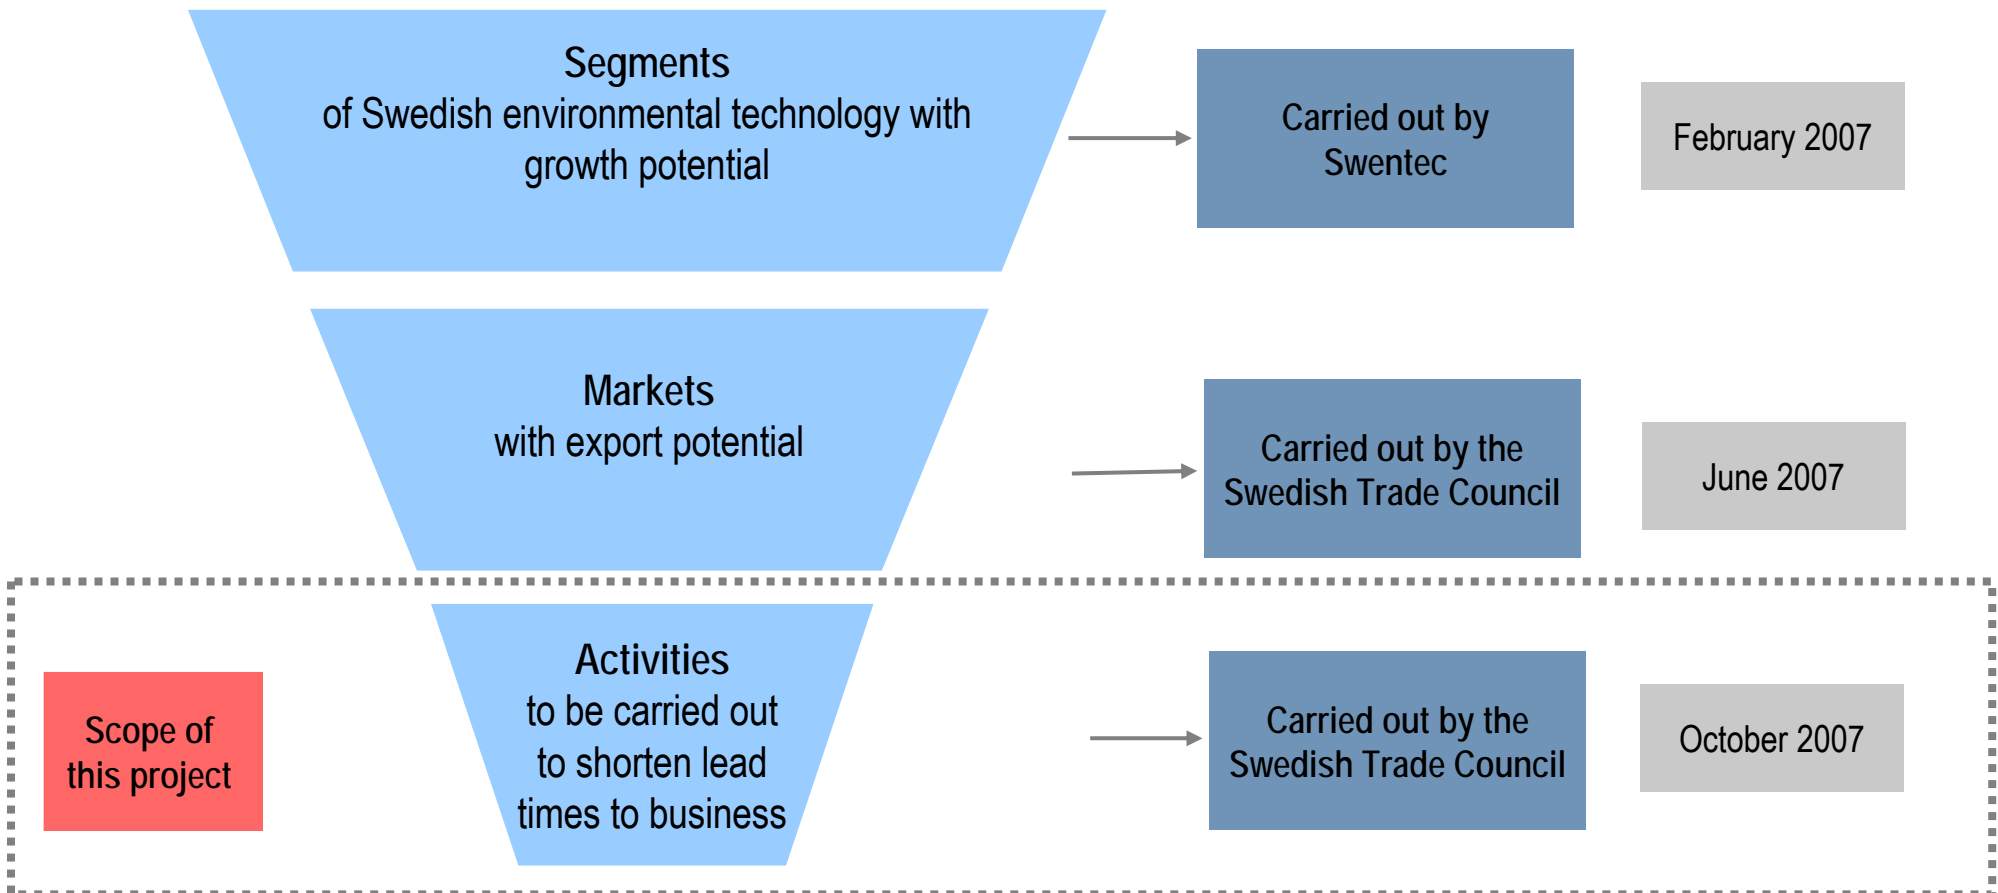 Segments
of Swedish environmental technology with
growth potential
Carried out by
Swentec
February 2007
Markets
with export potential
Carried out by the
Swedish Trade Council
June 2007
Scope of
this project
Activities
to be carried out
to shorten lead
times to business
Carried out by the
Swedish Trade Council
October 2007